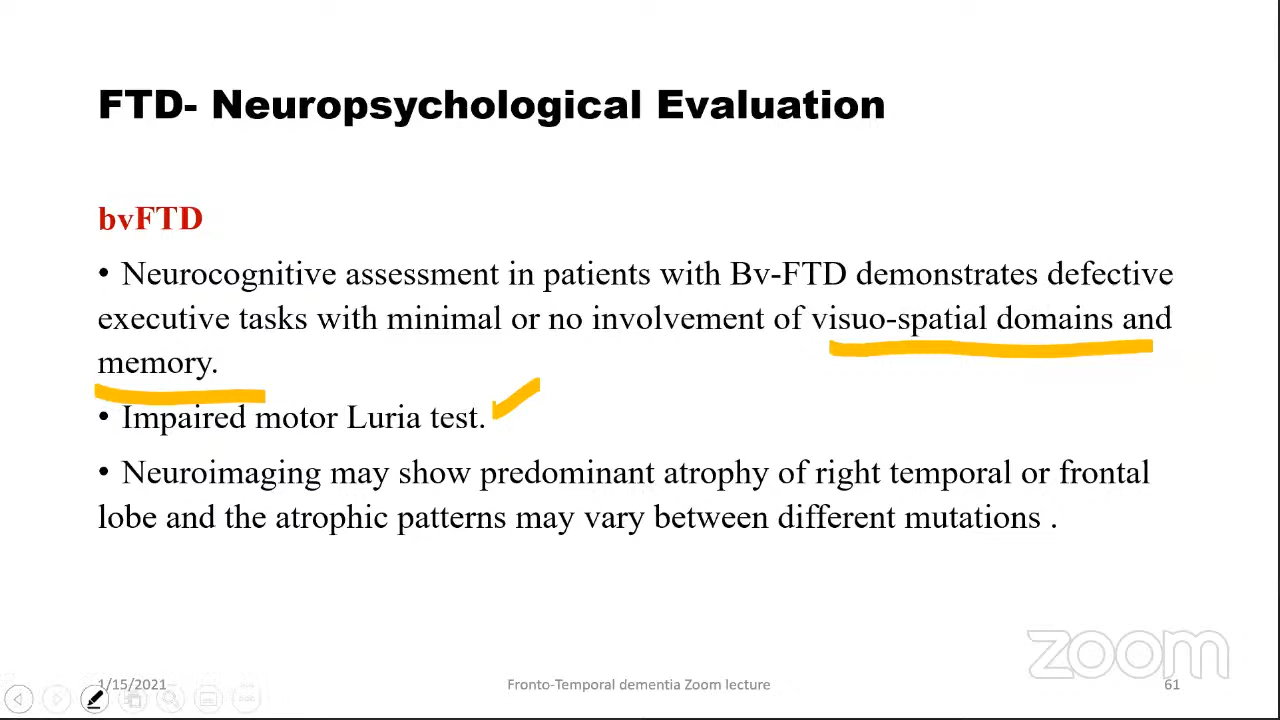 FTD- Neuropsychological Evaluation
bvFTD
• Neurocognitive assessment in patients with Bv-FTD demonstrates defective
executive tasks with minimal or no involvement of visuo-spatial domains and
memory.
• Impaired motor Luria test.
• Neuroimaging may show predominant atrophy of right temporal or frontal
lobe and the atrophic patterns may vary between different mutations .
zoom
1/15/2021
Fronto-Temporal dementia Zoom lecture
61